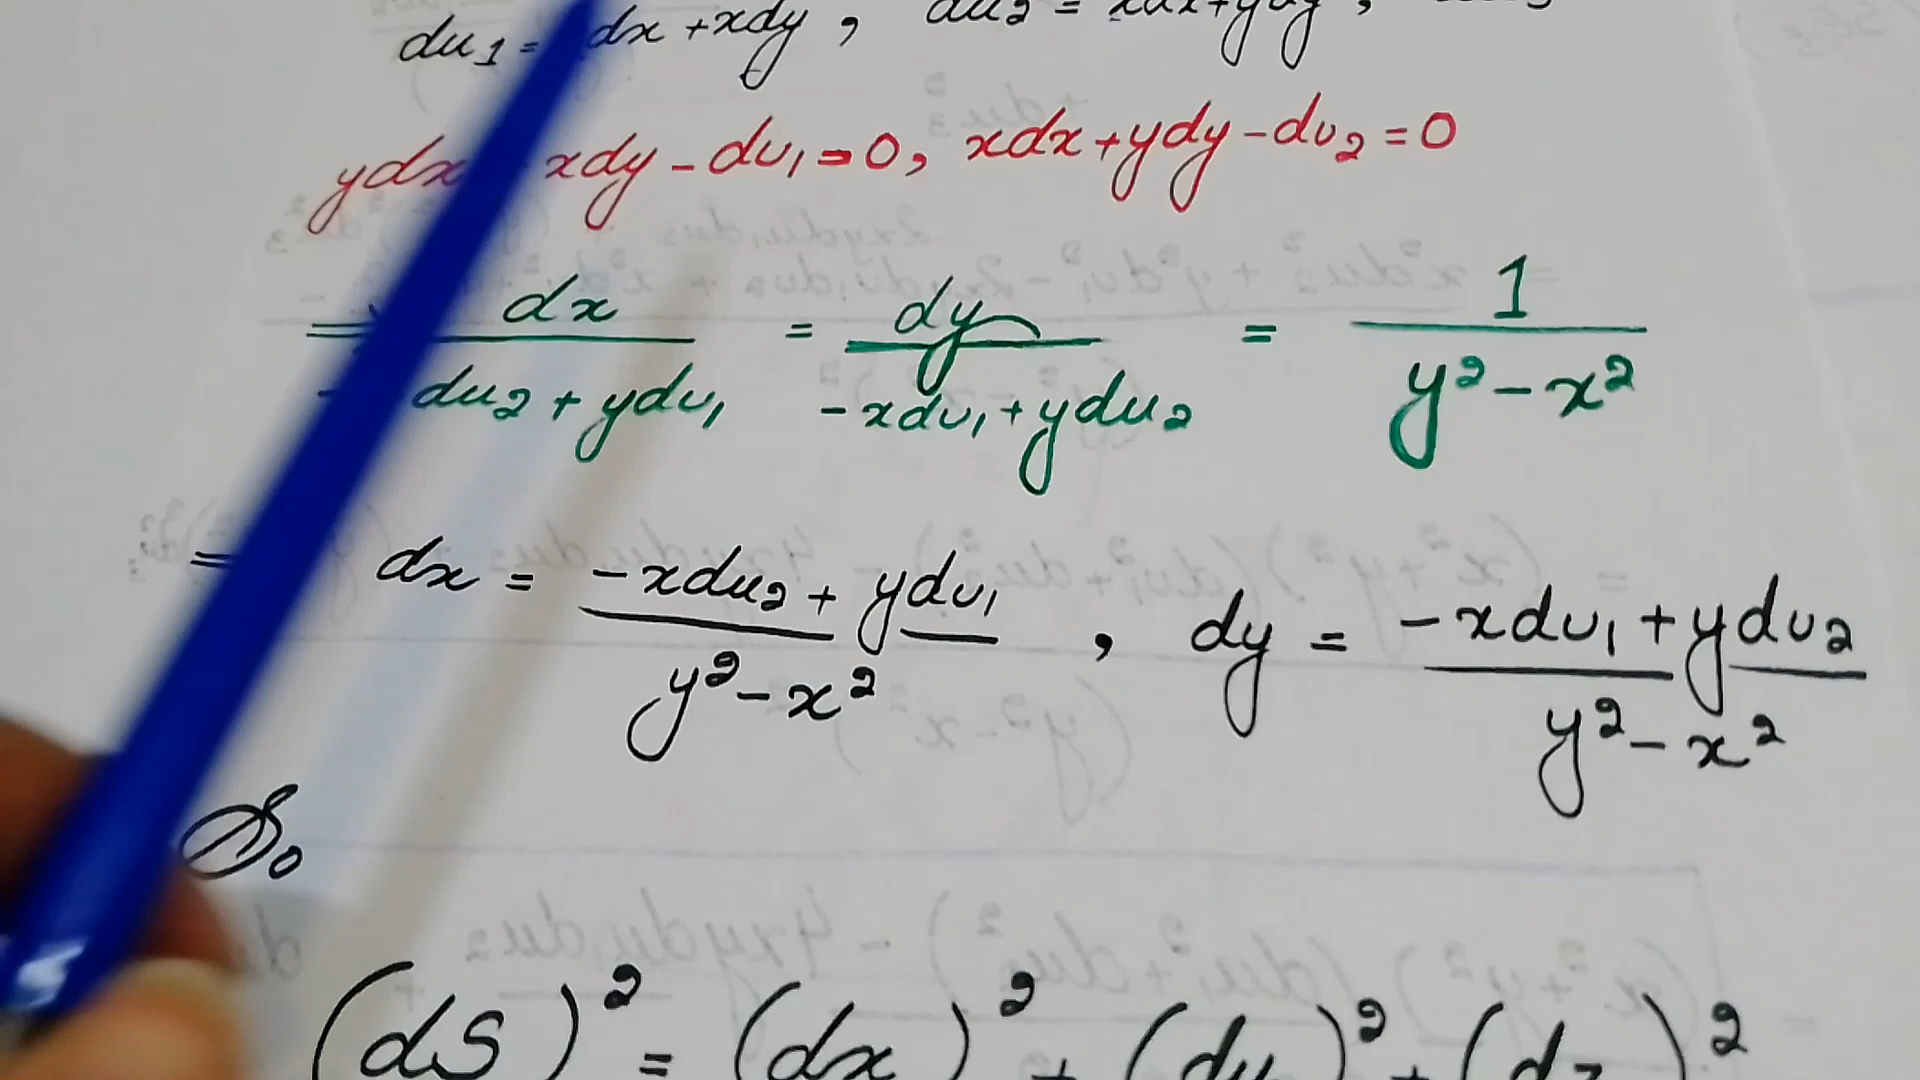 du₁ = dx + xdy , du₂ = xdx + ydy ,
ydx xdy - du₁ = 0, xdx + ydy - du₂ = 0
dx / du₂ + ydu₁ = dy / -xdu₁ + ydu₂ = 1 / y² - x²
= dx = -xdu₂ + ydu₁ / y² - x² , dy = -xdu₁ + ydu₂ / y² - x²
So
(ds)² = (dx)² + (dy)² + (dz)²